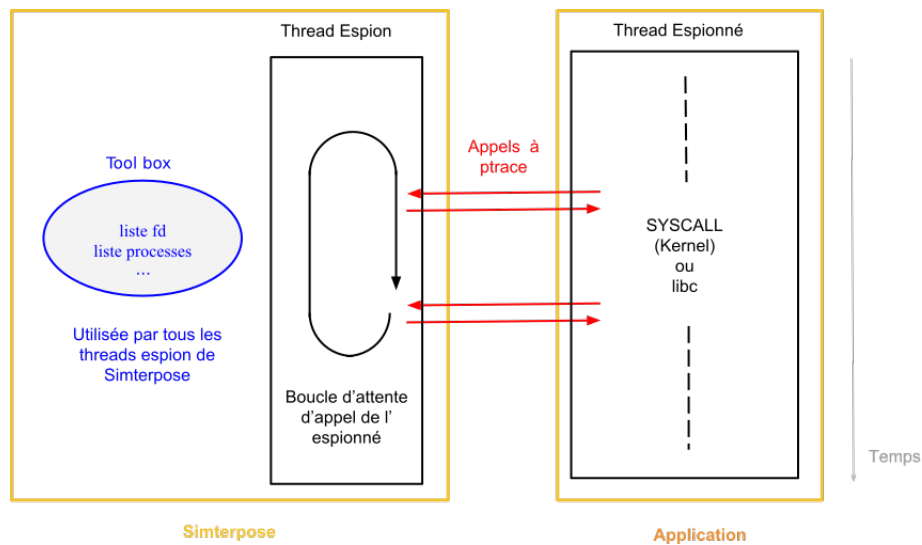 Thread Espion
Thread Espionné
Tool box
liste fd
liste processes
...
Utilisée par tous les
threads espion de
Simterpose
Boucle d’attente
d’appel de l’
espionné
Appels à
ptrace
SYSCALL
(Kernel)
ou
libc
Temps
Simterpose
Application